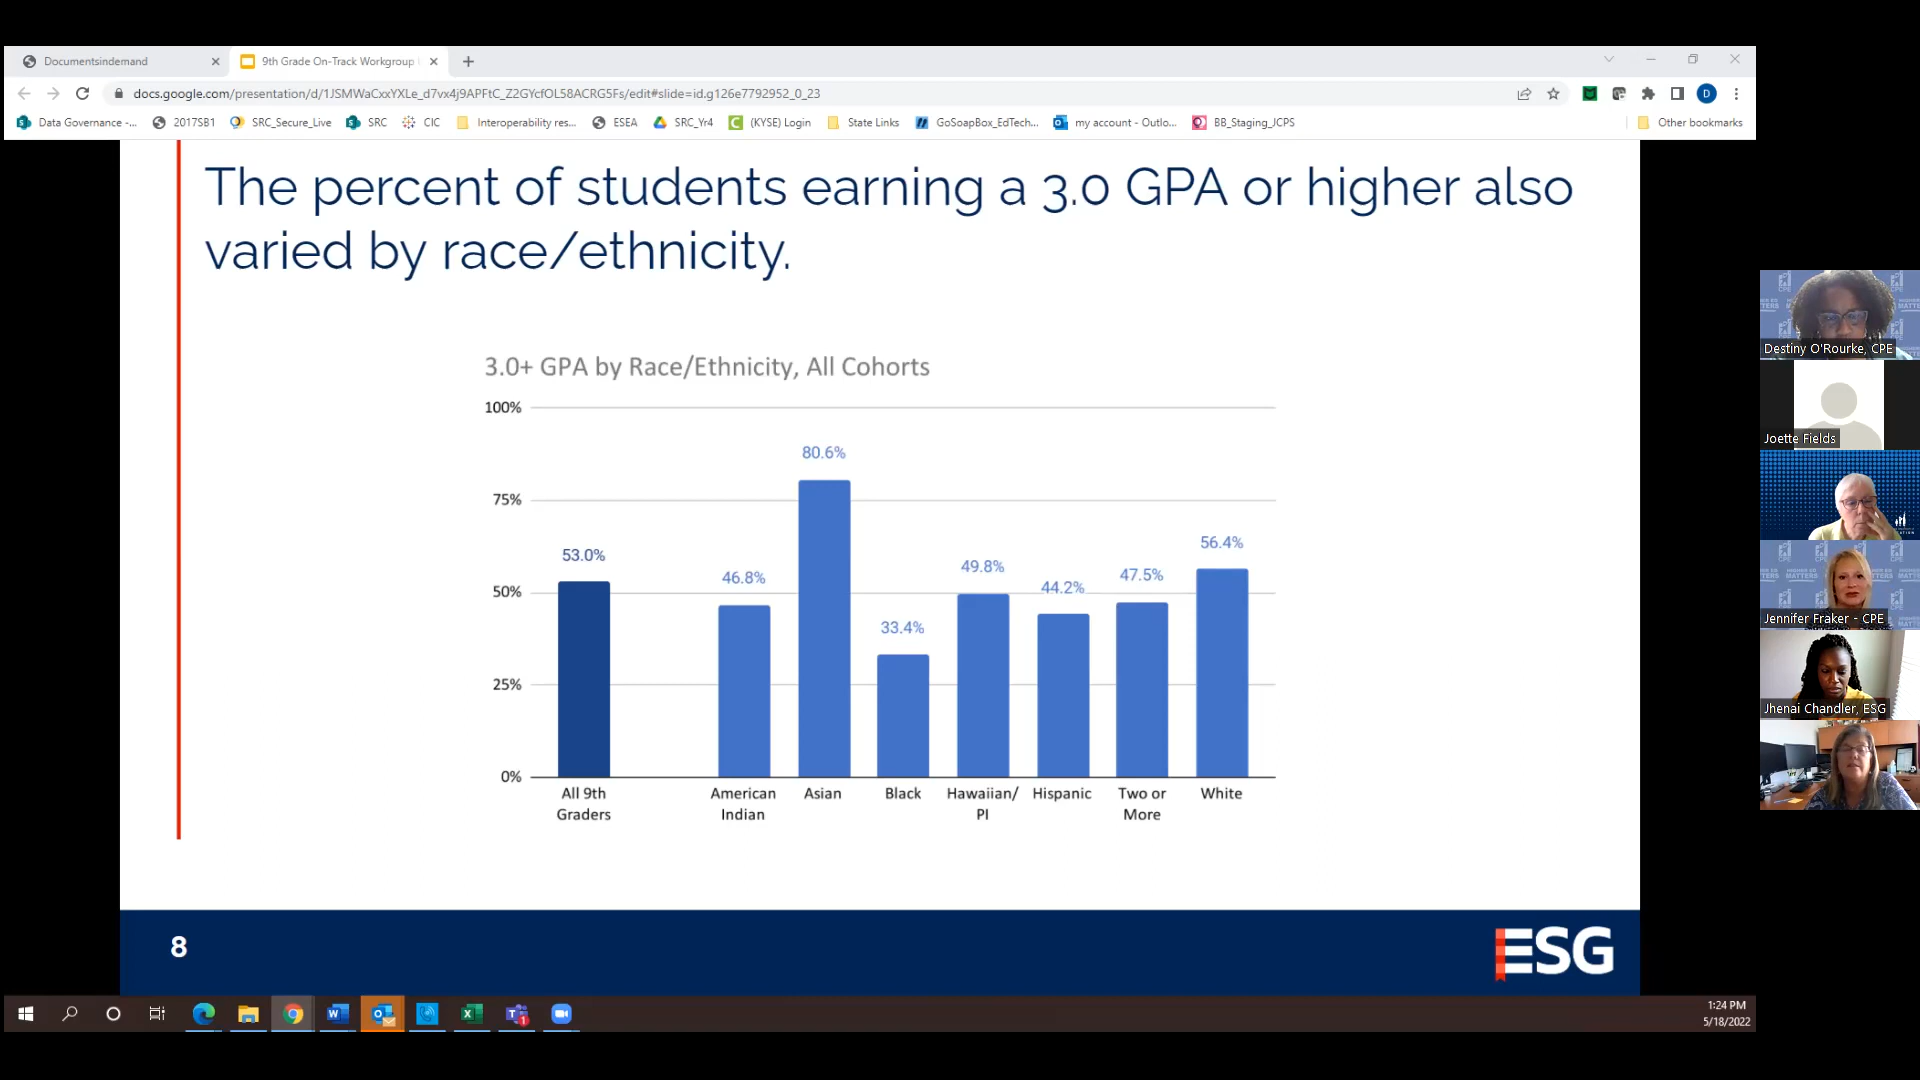 Documentsindemand
9th Grade On-Track Workgroup
docs.google.com/presentation/d/1JSMWaCxxYXLe_d7vx4j9APFtC_Z2GYcfOL58ACRG5Fs/edit#slide=id.g126e7792952_0_23
D
Data Governance -... 2017SB1 SRC_Secure_Live SRC CIC Interoperability res... ESEA SRC_Yr4 (KYSE) Login State Links GoSoapBox_EdTech... my account - Outlo... BB_Staging_JCPS Other bookmarks
The percent of students earning a 3.0 GPA or higher also
varied by race/ethnicity.
3.0+ GPA by Race/Ethnicity, All Cohorts
100%
75%
50%
25%
0%
53.0%
46.8%
80.6%
33.4%
49.8%
44.2%
47.5%
56.4%
All 9th
Graders
American
Indian
Asian
Black
Hawaiian/
PI
Hispanic
Two or
More
White
8
ESG
Destiny O'Rourke, CPE
Joette Fields
Jennifer Fraker - CPE
Jhenai Chandler, ESG
1:24 PM
5/18/2022